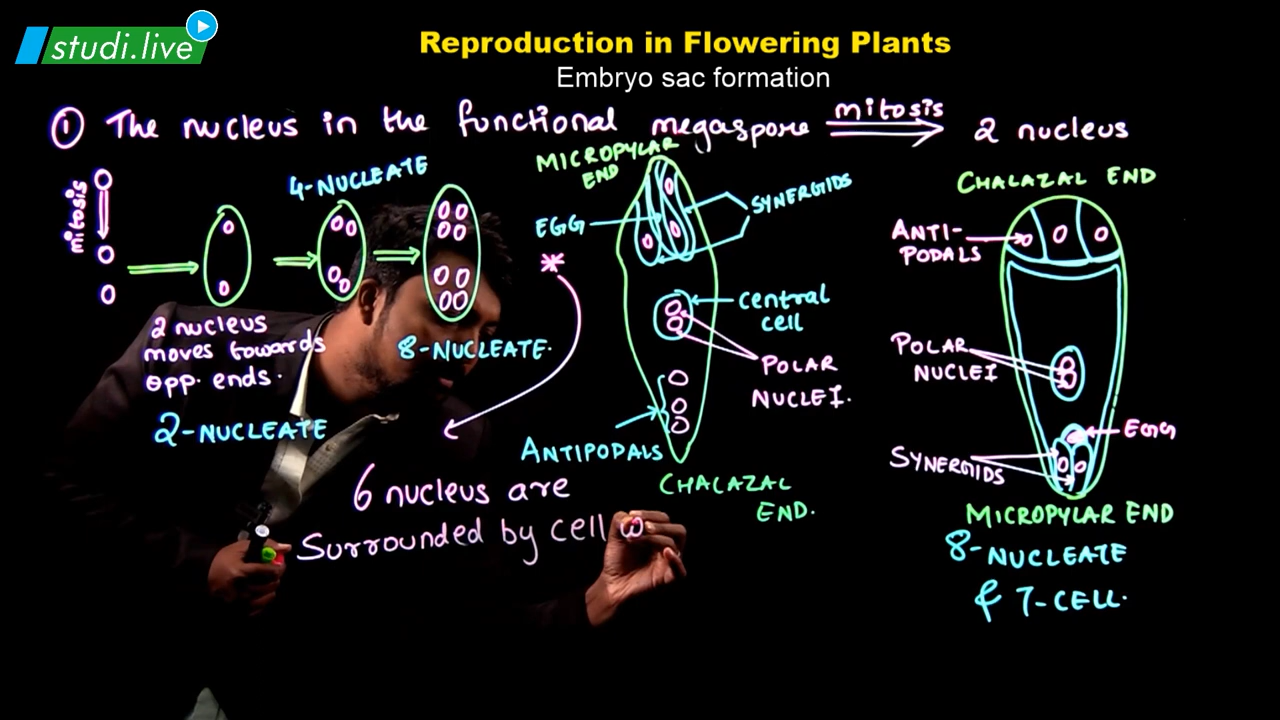 studi.live
Reproduction in Flowering Plants
Embryo sac formation
① The nucleus in the functional megaspore mitosis 2 nucleus
mitosis
4-NUCLEATE
2 nucleus
moves towards
opp. ends.
2-NUCLEATE
8-NUCLEATE.
*
6 nucleus are
Surrounded by cell w
MICROPYLAR
END
EGG
SYNERGIDS
central
cell
POLAR
NUCLEI.
ANTIPODALS
CHALAZAL
END.
CHALAZAL END
ANTI-
PODALS
POLAR
NUCLEI
EGG
SYNERGIDS
MICROPYLAR END
8-NUCLEATE
& 7-CELL.